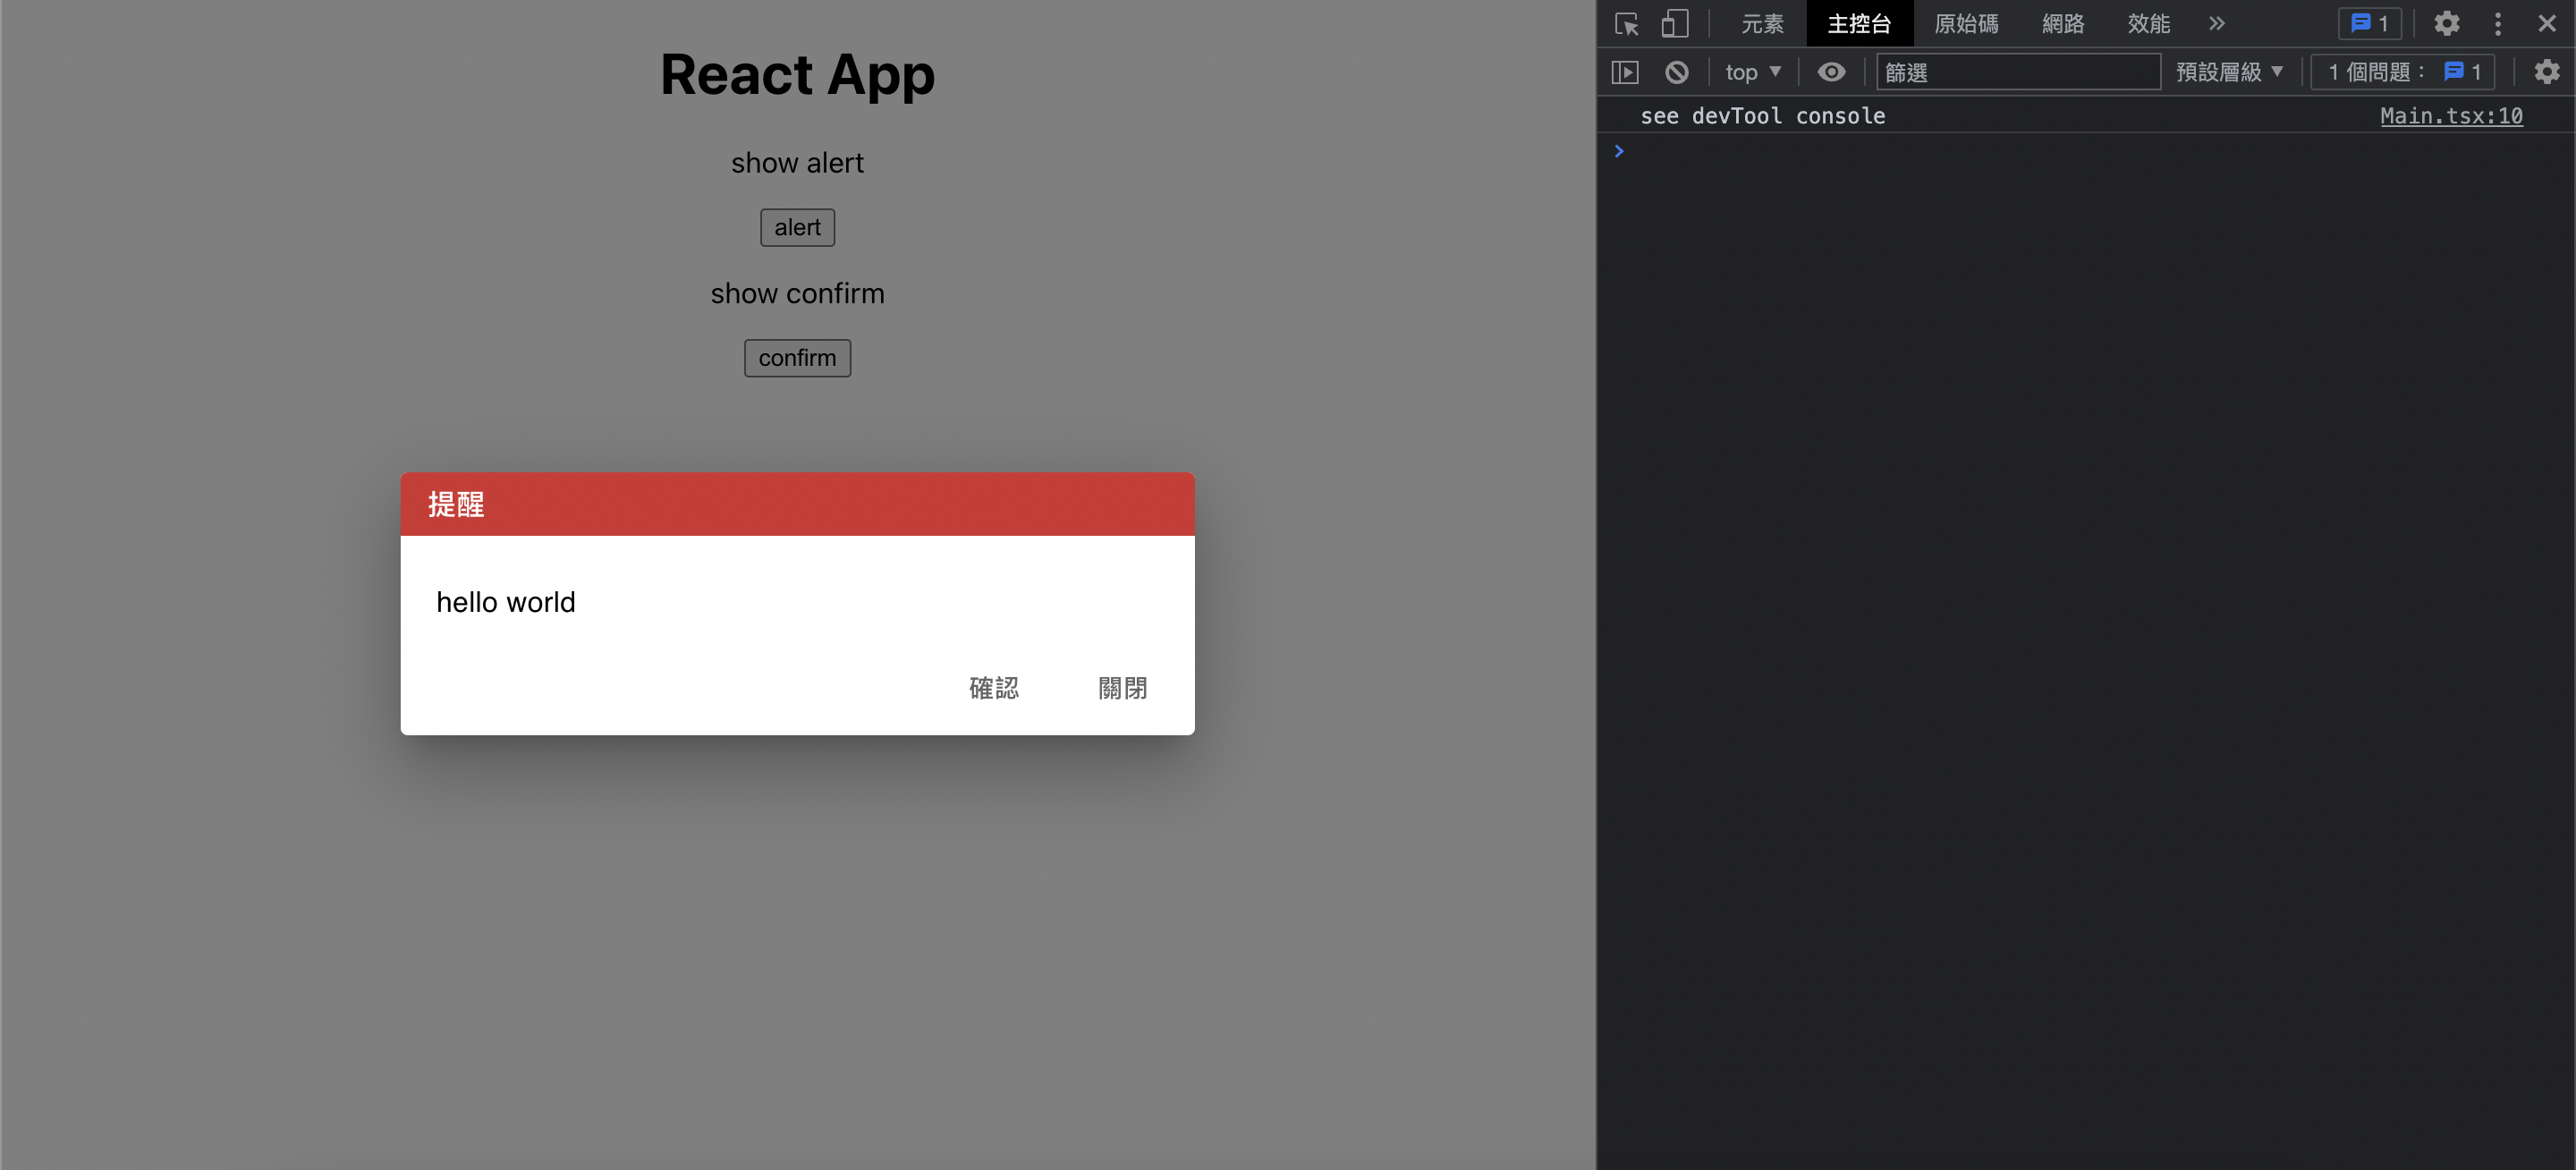 React App
show alert
alert
show confirm
confirm
提醒
hello world
確認 關閉
元素 主控台 原始碼 網路 效能 1
top 篩選 預設層級 1 個問題： 1
see devTool console Main.tsx:10